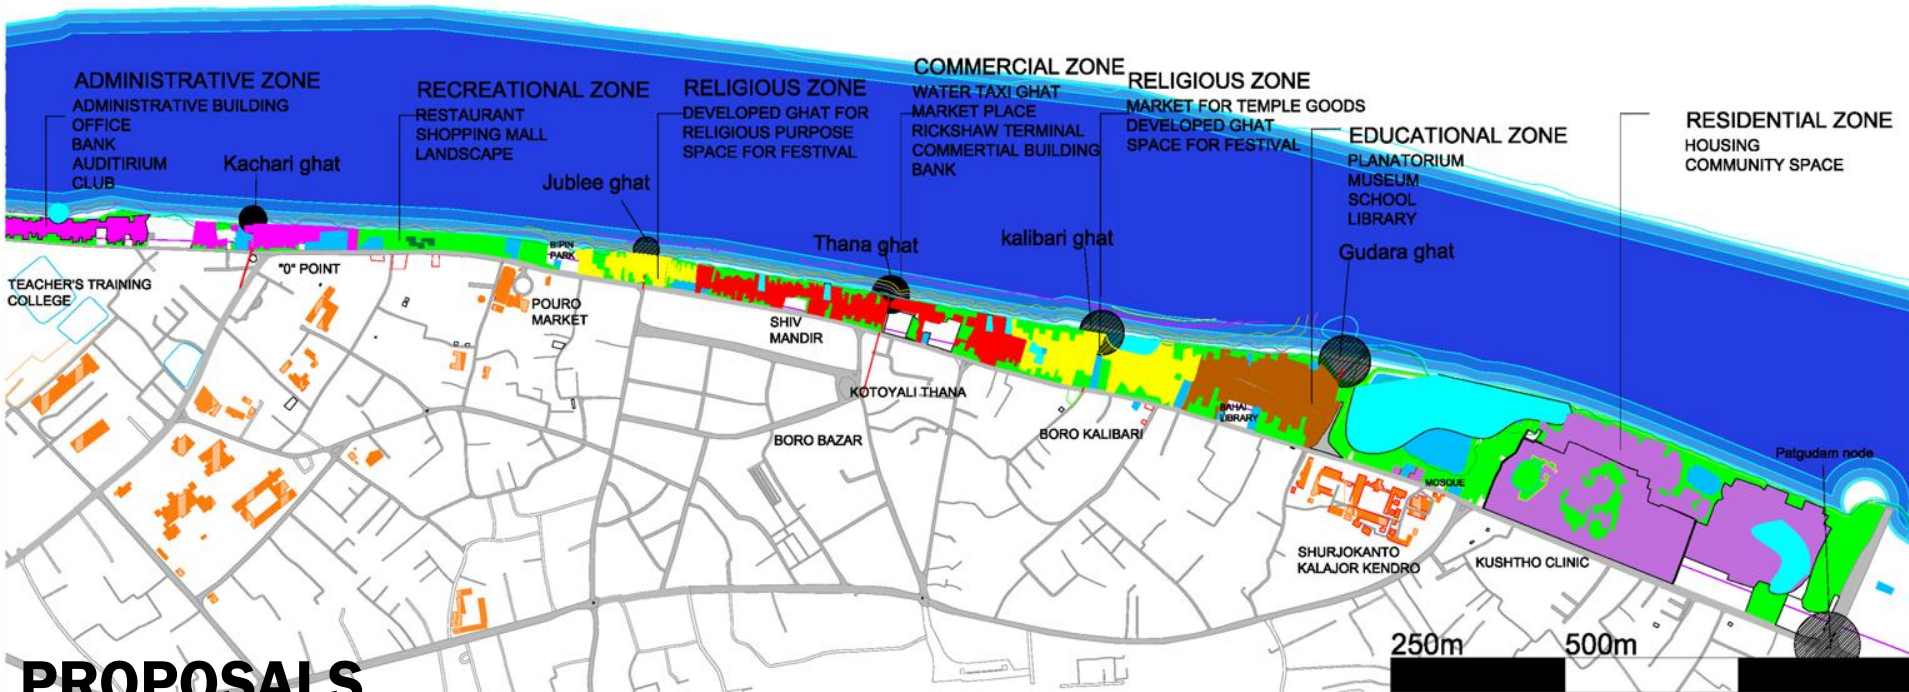 ADMINISTRATIVE ZONE
ADMINISTRATIVE BUILDING
OFFICE
BANK
AUDITIRIUM
CLUB
Kachari ghat
RECREATIONAL ZONE
RESTAURANT
SHOPPING MALL
LANDSCAPE
Jublee ghat
RELIGIOUS ZONE
DEVELOPED GHAT FOR
RELIGIOUS PURPOSE
SPACE FOR FESTIVAL
COMMERCIAL ZONE
WATER TAXI GHAT
MARKET PLACE
RICKSHAW TERMINAL
COMMERTIAL BUILDING
BANK
Thana ghat
RELIGIOUS ZONE
MARKET FOR TEMPLE GOODS
DEVELOPED GHAT
SPACE FOR FESTIVAL
kalibari ghat
EDUCATIONAL ZONE
PLANATORIUM
MUSEUM
SCHOOL
LIBRARY
Gudara ghat
RESIDENTIAL ZONE
HOUSING
COMMUNITY SPACE
TEACHER'S TRAINING
COLLEGE
"0" POINT
BIPIN
PARK
POURO
MARKET
SHIV
MANDIR
KOTOYALI THANA
BORO BAZAR
BORO KALIBARI
BAHAI
LIBRARY
MOSQUE
Patgudam node
SHURJOKANTO
KALAJOR KENDRO
KUSHTHO CLINIC
250m
500m
PROPOSALS